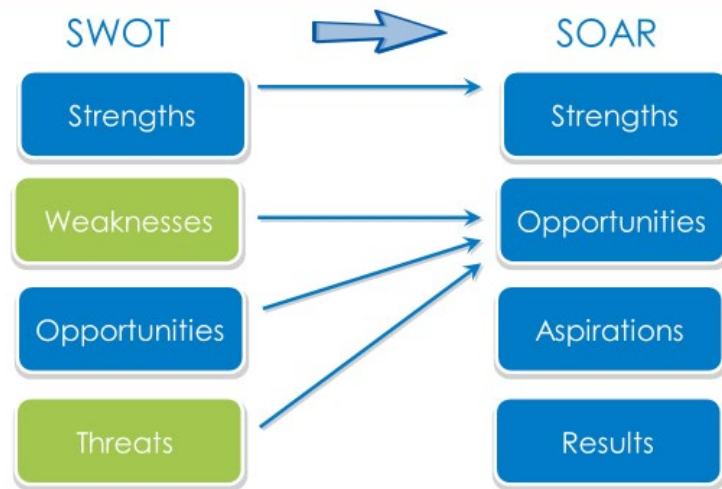 SWOT
SOAR
Strengths
Strengths
Weaknesses
Opportunities
Opportunities
Aspirations
Threats
Results